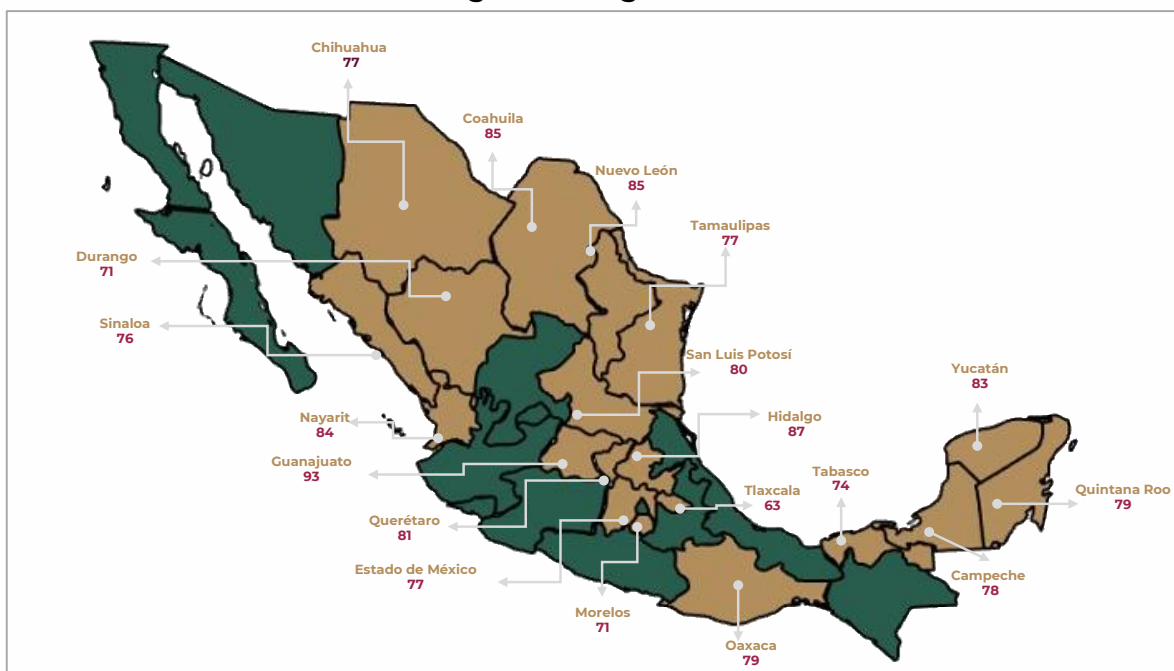 Chihuahua
77
Coahuila
85
Nuevo León
85
Tamaulipas
77
Durango
71
Sinaloa
76
San Luis Potosí
80
Yucatán
83
Nayarit
84
Hidalgo
87
Guanajuato
93
Tabasco
74
Tlaxcala
63
Quintana Roo
79
Querétaro
81
Estado de México
77
Campeche
78
Morelos
71
Oaxaca
79